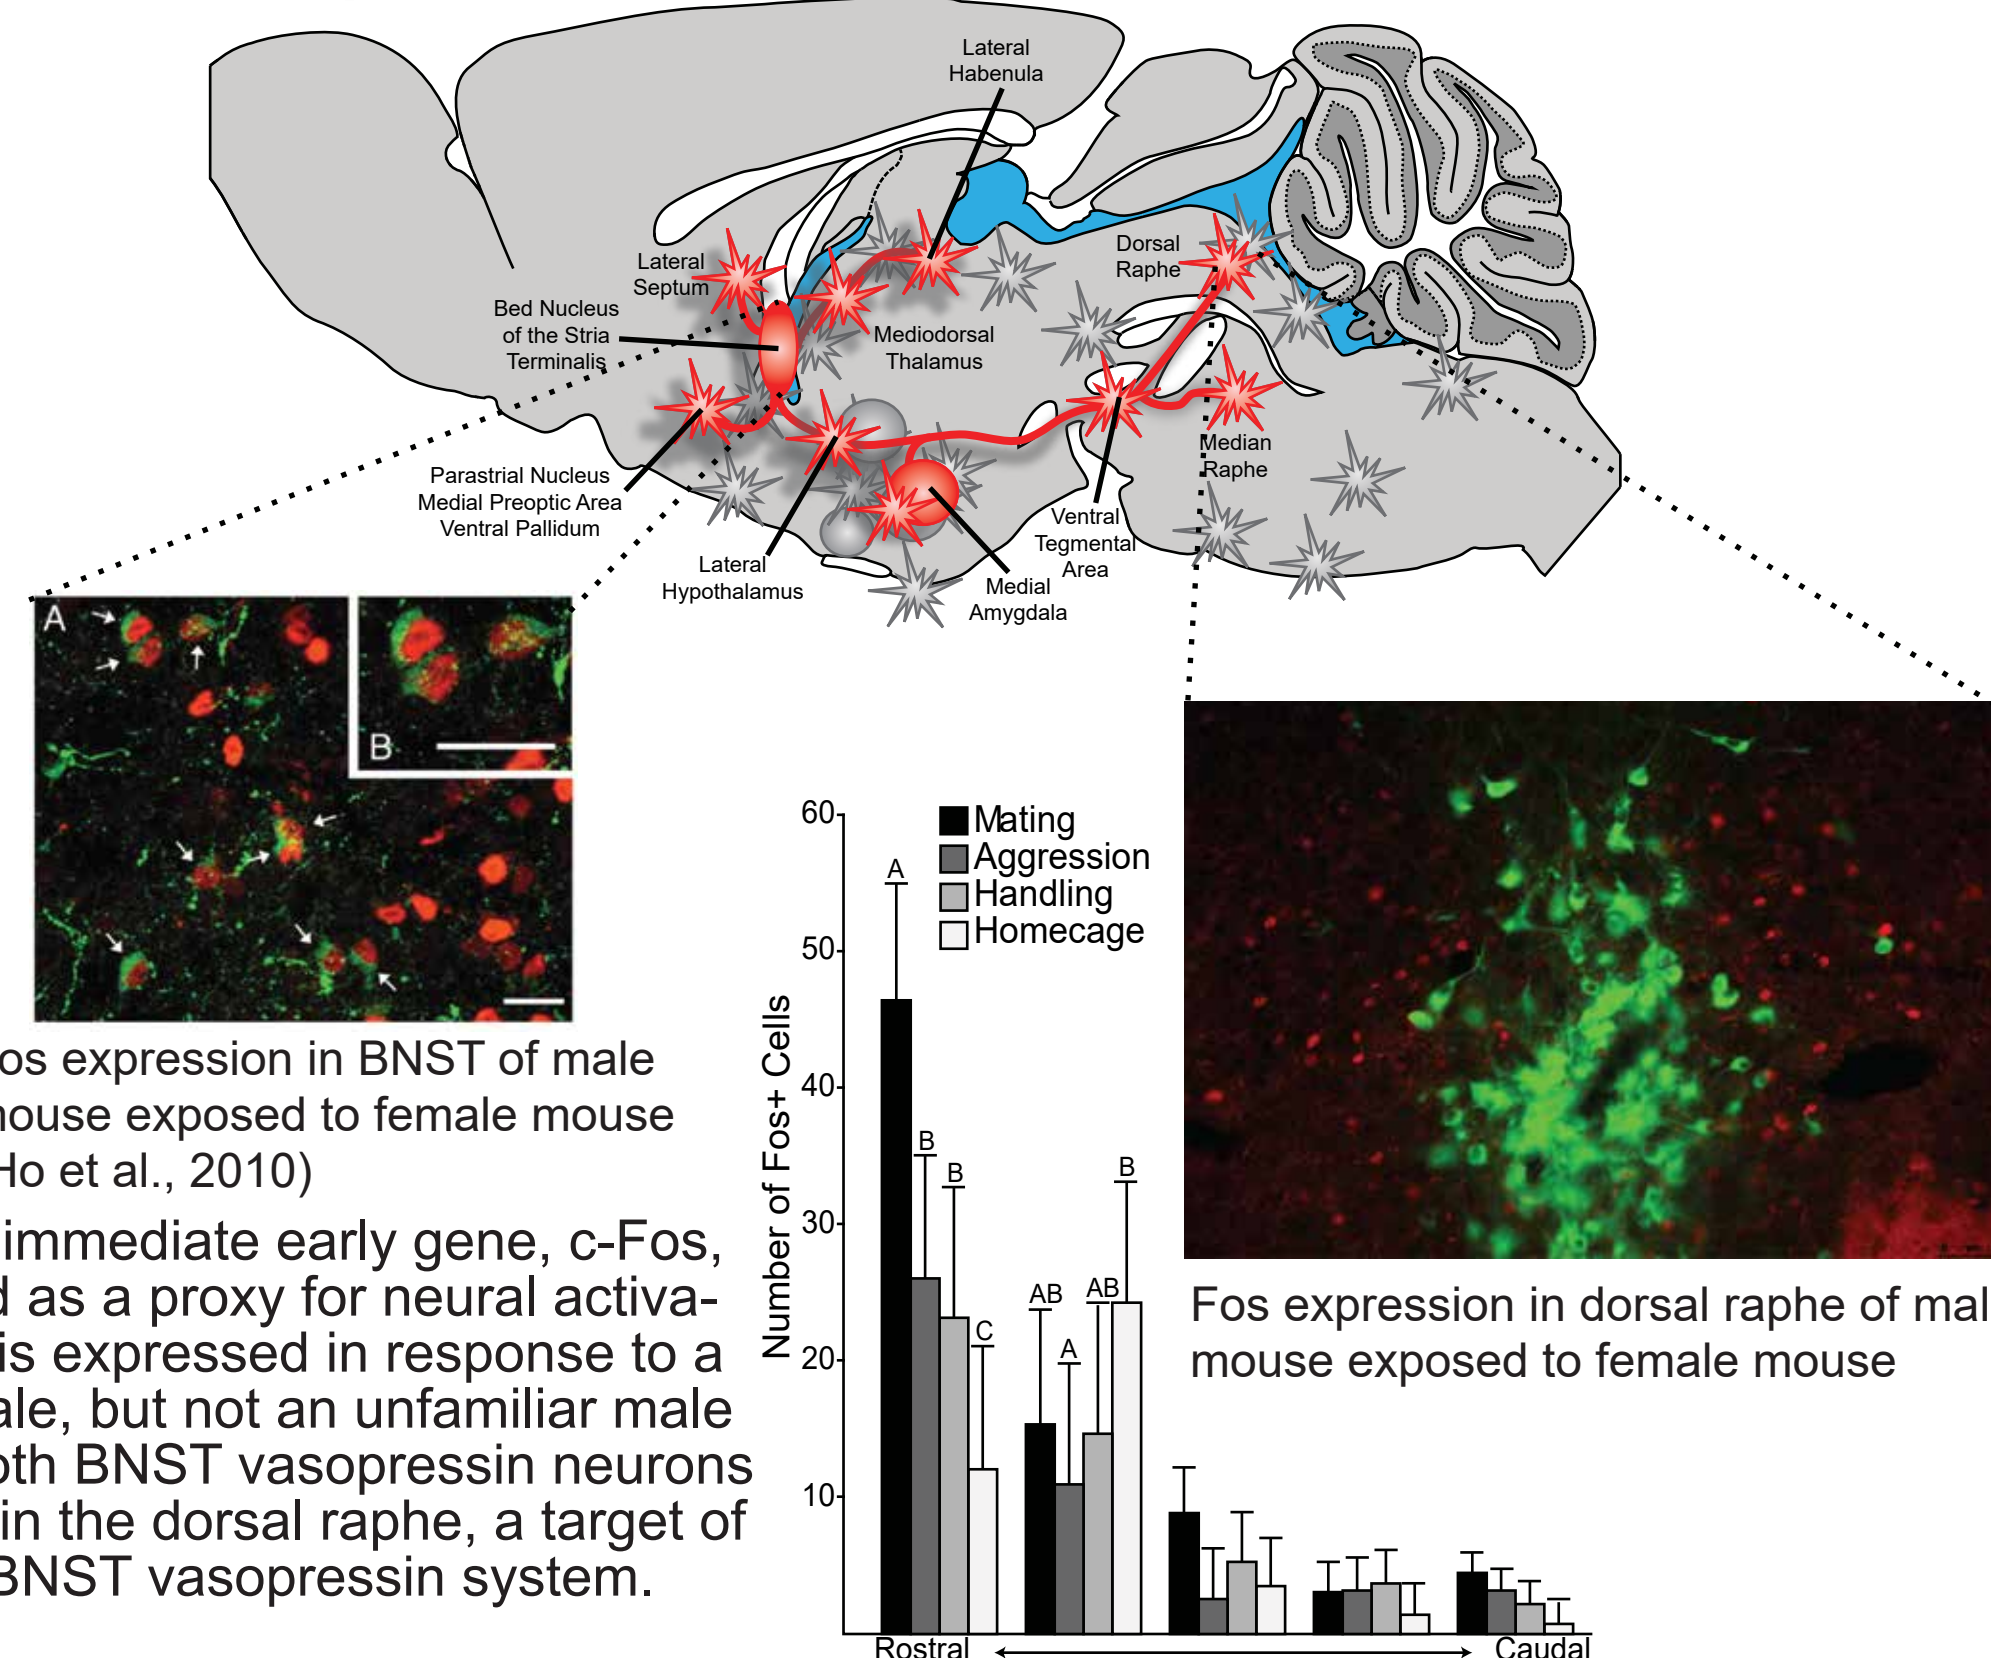 Lateral
Habenula
Lateral
Septum
Dorsal
Raphe
Bed Nucleus
of the Stria
Terminalis
Mediodorsal
Thalamus
Median
Raphe
Parastrial Nucleus
Medial Preoptic Area
Ventral Pallidum
Ventral
Tegmental
Area
Lateral
Hypothalamus
Medial
Amygdala
A
B
os expression in BNST of male
ouse exposed to female mouse
Ho et al., 2010)
immediate early gene, c-Fos,
d as a proxy for neural activa-
is expressed in response to a
ale, but not an unfamiliar male
oth BNST vasopressin neurons
in the dorsal raphe, a target of
BNST vasopressin system.
Number of Fos+ Cells
60
50
40
30
20
10
Mating
Aggression
Handling
Homecage
A
B
B
C
AB
A
AB
B
Rostral
Caudal
Fos expression in dorsal raphe of mal
mouse exposed to female mouse